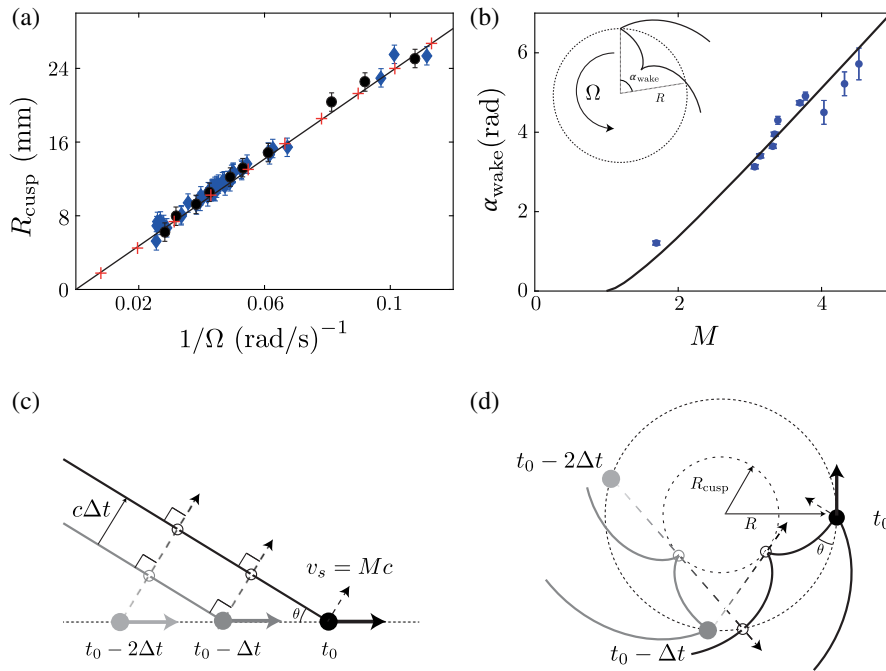 (a)
28
24
16
8
0
0.02
0.06
0.1
R_cusp (mm)
1/Ω (rad/s)^−1
(b)
6
4
2
0
0
2
4
α_wake(rad)
M
α_wake
R
Ω
(c)
cΔt
v_s = Mc
θ
t_0 − 2Δt
t_0 − Δt
t_0
(d)
t_0 − 2Δt
R_cusp
R
t_0
θ
t_0 − Δt